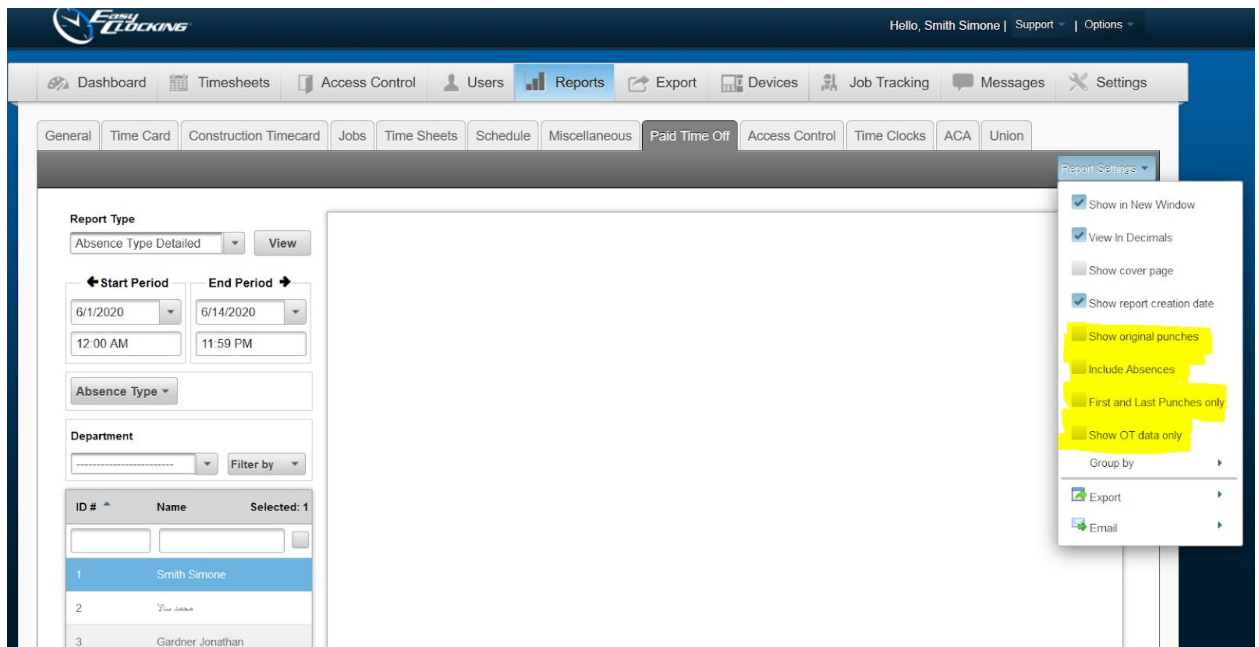 Easy
CLOCKING
Hello, Smith Simone | Support | Options
Dashboard Timesheets Access Control Users Reports Export Devices Job Tracking Messages Settings
General Time Card Construction Timecard Jobs Time Sheets Schedule Miscellaneous Paid Time Off Access Control Time Clocks ACA Union
Report Settings
Show in New Window
View In Decimals
Show cover page
Show report creation date
Show original punches
Include Absences
First and Last Punches only
Show OT data only
Group by
Export
Email
Report Type
Absence Type Detailed View
Start Period End Period
6/1/2020 6/14/2020
12:00 AM 11:59 PM
Absence Type
Department
------------------------ Filter by
ID # Name Selected: 1
1 Smith Simone
2 محمد سالا
3 Gardner Jonathan